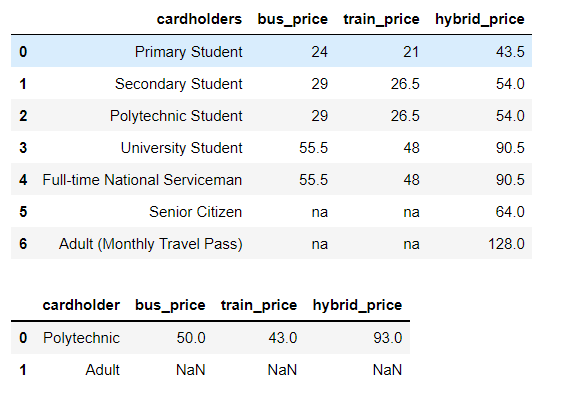 cardholders bus_price train_price hybrid_price
0 Primary Student 24 21 43.5
1 Secondary Student 29 26.5 54.0
2 Polytechnic Student 29 26.5 54.0
3 University Student 55.5 48 90.5
4 Full-time National Serviceman 55.5 48 90.5
5 Senior Citizen na na 64.0
6 Adult (Monthly Travel Pass) na na 128.0
cardholder bus_price train_price hybrid_price
0 Polytechnic 50.0 43.0 93.0
1 Adult NaN NaN NaN